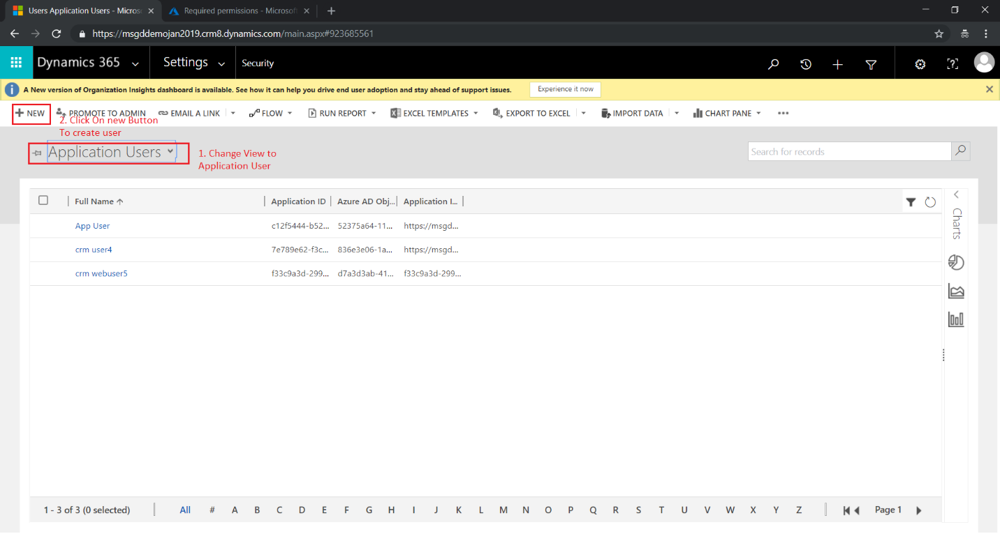 Users Application Users - Micros
Required permissions - Microsoft
https://msgddemojan2019.crm8.dynamics.com/main.aspx#923685561
Dynamics 365
Settings
Security
A New version of Organization Insights dashboard is available. See how it can help you drive end user adoption and stay ahead of support issues.
Experience it now
NEW
PROMOTE TO ADMIN
EMAIL A LINK
FLOW
RUN REPORT
EXCEL TEMPLATES
EXPORT TO EXCEL
IMPORT DATA
CHART PANE
2. Click On new Button
To create user
Application Users
1. Change View to
Application User
Search for records
Full Name
Application ID
Azure AD Obj...
Application I...
App User
c12f5444-b52...
52375a64-11...
https://msgd...
crm user4
7e789e62-f3c...
836e3e06-1a...
https://msgd...
crm webuser5
f33c9a3d-299...
d7a3d3ab-41...
f33c9a3d-299...
Charts
1 - 3 of 3 (0 selected)
All # A B C D E F G H I J K L M N O P Q R S T U V W X Y Z
Page 1